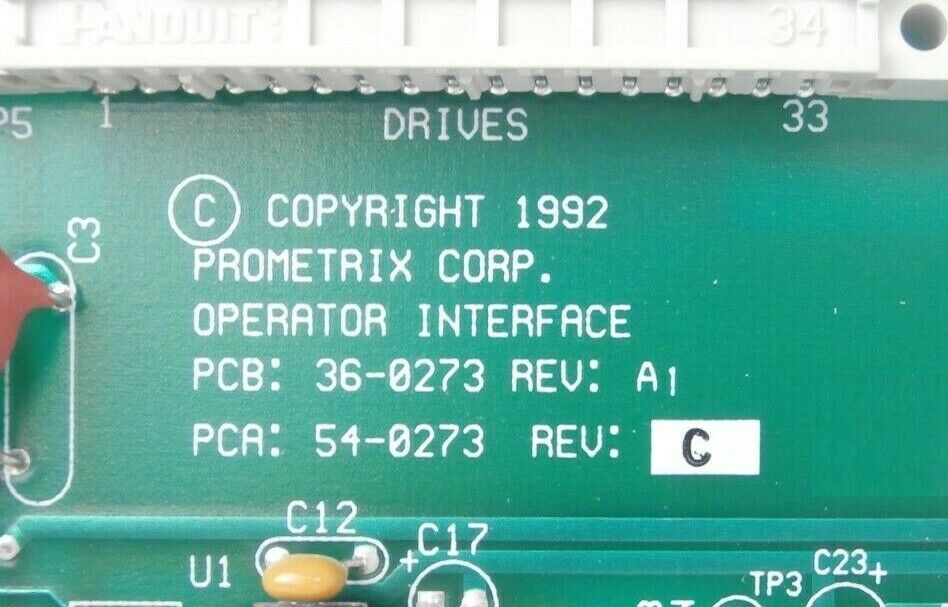 PANDUIT
34
P5 1 DRIVES 33
C3
C COPYRIGHT 1992
PROMETRIX CORP.
OPERATOR INTERFACE
PCB: 36-0273 REV: A1
PCA: 54-0273 REV: C
C12
U1
+C17
TP3
C23+